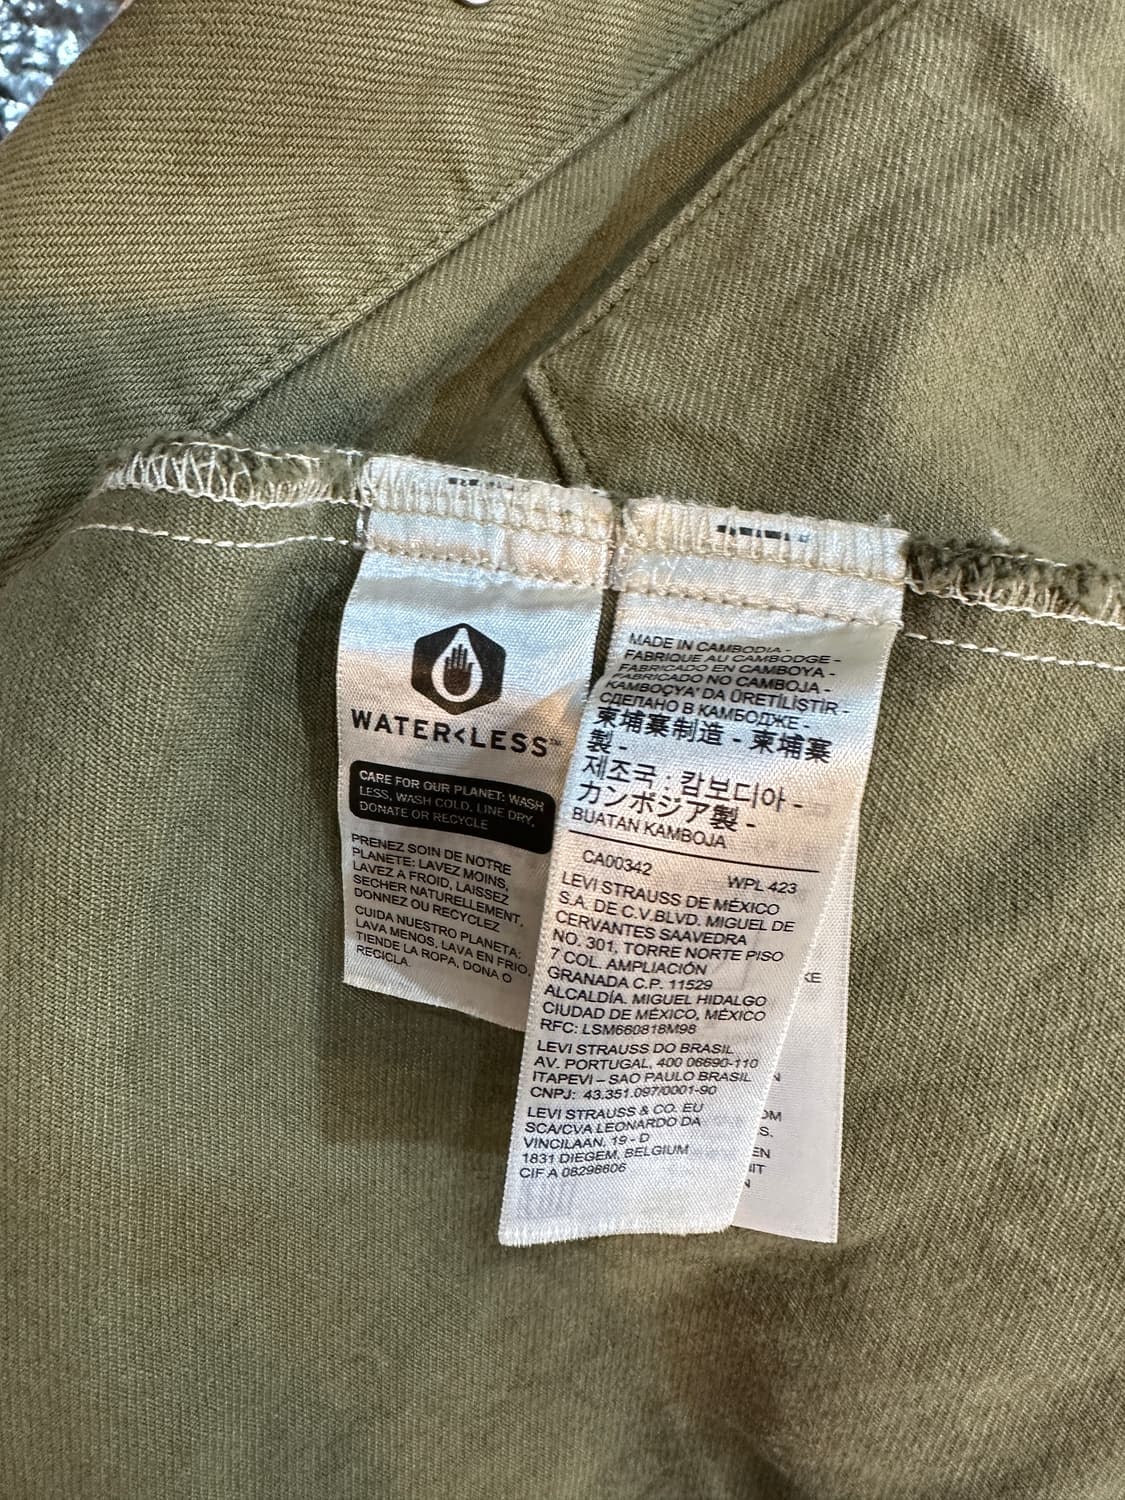 WATER<LESS™
CARE FOR OUR PLANET: WASH
LESS, WASH COLD, LINE DRY,
DONATE OR RECYCLE
PRENEZ SOIN DE NOTRE
PLANETE: LAVEZ MOINS,
LAVEZ A FROID, LAISSEZ
SECHER NATURELLEMENT,
DONNEZ OU RECYCLEZ
CUIDA NUESTRO PLANETA:
LAVA MENOS, LAVA EN FRIO,
TIENDE LA ROPA, DONA O
RECICLA.
MADE IN CAMBODIA -
FABRIQUE AU CAMBODGE -
FABRICADO EN CAMBOYA -
FABRICADO NO CAMBOJA -
KAMBOÇYA' DA ÜRETİLİŞTİR -
СДЕЛАНО В КАМБОДЖЕ -
柬埔寨制造 - 柬埔寨
製 -
제조국 : 캄보디아 -
カンボジア製 -
BUATAN KAMBOJA
CA00342 WPL 423
LEVI STRAUSS DE MÉXICO
S.A. DE C.V.BLVD. MIGUEL DE
CERVANTES SAAVEDRA
NO. 301, TORRE NORTE PISO
7 COL. AMPLIACIÓN
GRANADA C.P. 11529
ALCALDÍA. MIGUEL HIDALGO
CIUDAD DE MÉXICO, MÉXICO
RFC: LSM660818M98
LEVI STRAUSS DO BRASIL
AV. PORTUGAL, 400 06690-110
ITAPEVI – SAO PAULO BRASIL
CNPJ: 43.351.097/0001-90
LEVI STRAUSS & CO. EU
SCA/CVA LEONARDO DA
VINCILAAN, 19 - D
1831 DIEGEM, BELGIUM
CIF A 08296606